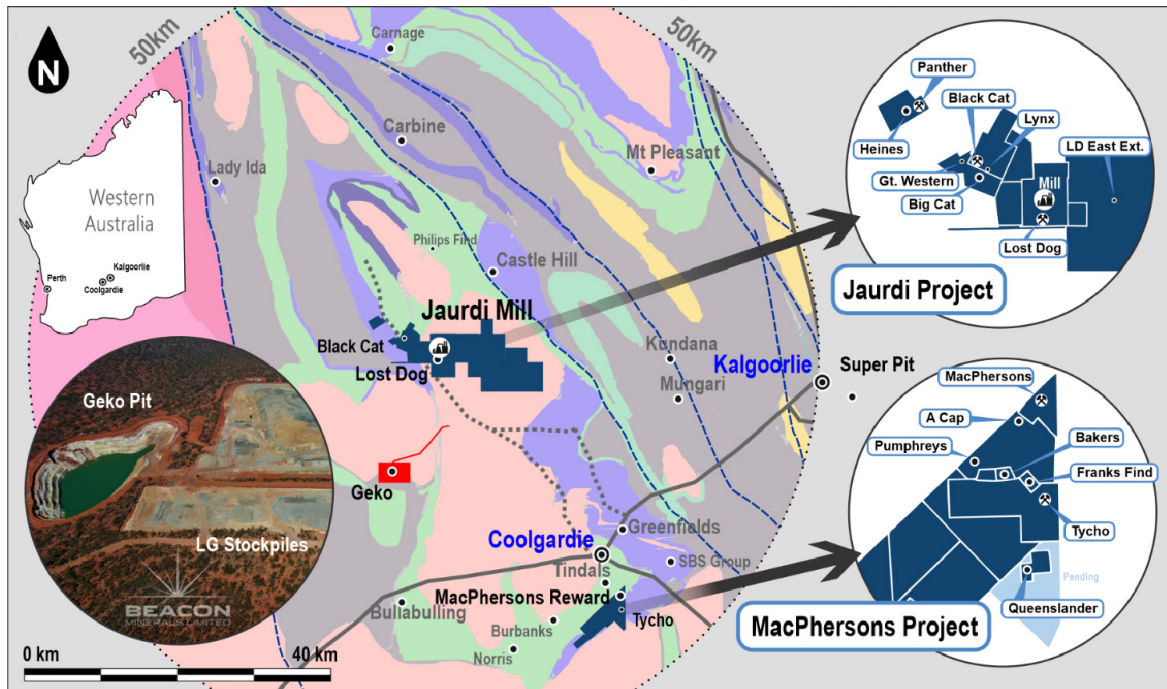 50km
50km
N
Carnage
Carbine
Mt Pleasant
Lady Ida
Western
Australia
Perth
Kalgoorlie
Coolgardie
Philips Find
Castle Hill
Jaurdi Mill
Black Cat
Lost Dog
Kundana
Mungari
Kalgoorlie
Super Pit
Geko
Coolgardie
Greenfields
Tindals
SBS Group
MacPhersons Reward
Tycho
Bullabulling
Burbanks
Norris
Geko Pit
LG Stockpiles
BEACON
MINERALS LIMITED
0 km
40 km
Panther
Black Cat
Lynx
LD East Ext.
Heines
Gt. Western
Big Cat
Mill
Lost Dog
Jaurdi Project
MacPhersons
A Cap
Bakers
Pumphreys
Franks Find
Tycho
Pending
Queenslander
MacPhersons Project